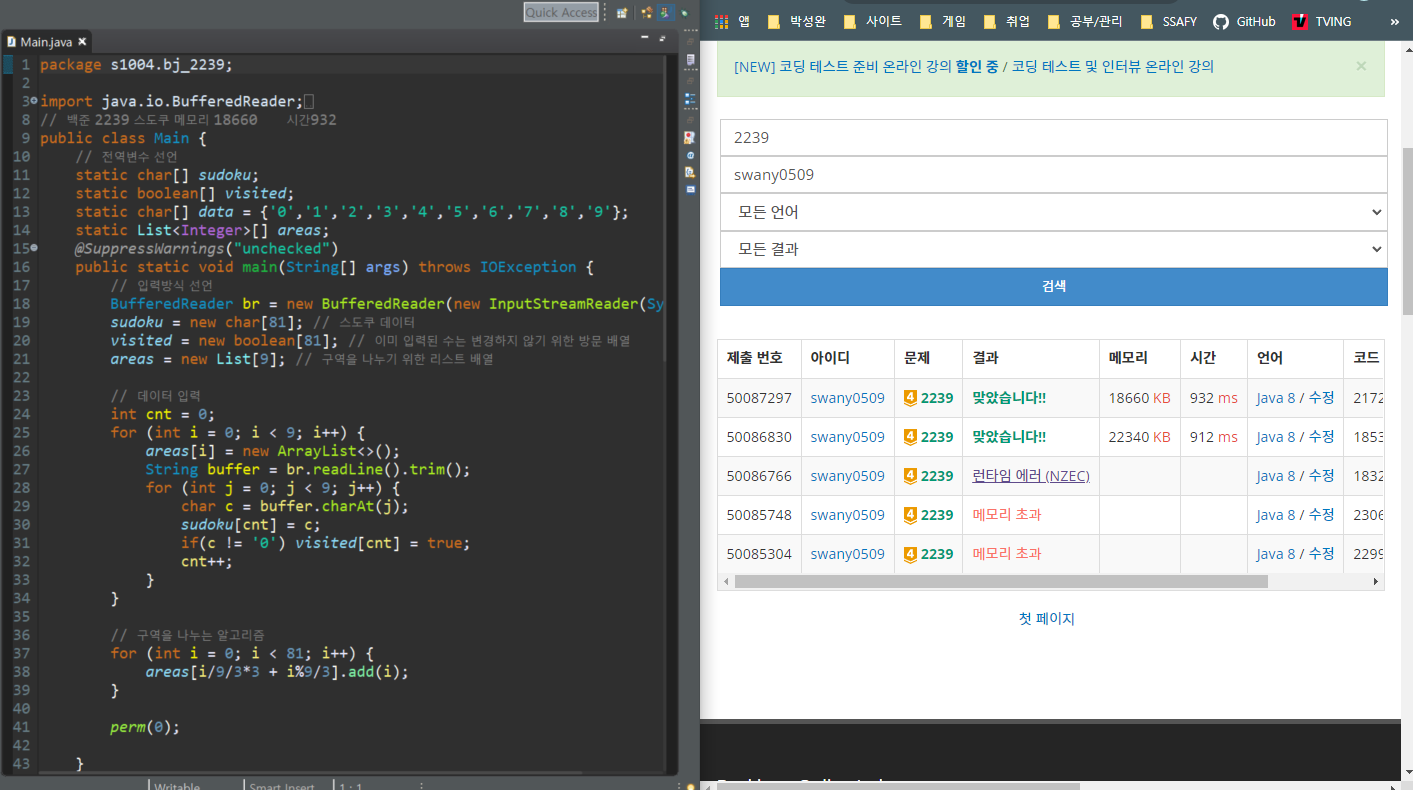 Quick Access
Main.java
1 package s1004.bj_2239;
2
3 import java.io.BufferedReader;
8 // 백준 2239 스도쿠 메모리 18660 시간932
9 public class Main {
10 // 전역변수 선언
11 static char[] sudoku;
12 static boolean[] visited;
13 static char[] data = {'0','1','2','3','4','5','6','7','8','9'};
14 static List<Integer>[] areas;
15 @SuppressWarnings("unchecked")
16 public static void main(String[] args) throws IOException {
17 // 입력방식 선언
18 BufferedReader br = new BufferedReader(new InputStreamReader(Sy
19 sudoku = new char[81]; // 스도쿠 데이터
20 visited = new boolean[81]; // 이미 입력된 수는 변경하지 않기 위한 방문 배열
21 areas = new List[9]; // 구역을 나누기 위한 리스트 배열
22
23 // 데이터 입력
24 int cnt = 0;
25 for (int i = 0; i < 9; i++) {
26 areas[i] = new ArrayList<>();
27 String buffer = br.readLine().trim();
28 for (int j = 0; j < 9; j++) {
29 char c = buffer.charAt(j);
30 sudoku[cnt] = c;
31 if(c != '0') visited[cnt] = true;
32 cnt++;
33 }
34 }
35
36 // 구역을 나누는 알고리즘
37 for (int i = 0; i < 81; i++) {
38 areas[i/9/3*3 + i%9/3].add(i);
39 }
40
41 perm(0);
42
43 }
Writable Smart Insert 1 : 1
앱 박성완 사이트 게임 취업 공부/관리 SSAFY GitHub TVING »
[NEW] 코딩 테스트 준비 온라인 강의 할인 중 / 코딩 테스트 및 인터뷰 온라인 강의 ×
2239
swany0509
모든 언어
모든 결과
검색
제출 번호 아이디 문제 결과 메모리 시간 언어 코드
50087297 swany0509 4 2239 맞았습니다!! 18660 KB 932 ms Java 8 / 수정 2172
50086830 swany0509 4 2239 맞았습니다!! 22340 KB 912 ms Java 8 / 수정 1853
50086766 swany0509 4 2239 런타임 에러 (NZEC) Java 8 / 수정 1832
50085748 swany0509 4 2239 메모리 초과 Java 8 / 수정 2306
50085304 swany0509 4 2239 메모리 초과 Java 8 / 수정 2299
첫 페이지